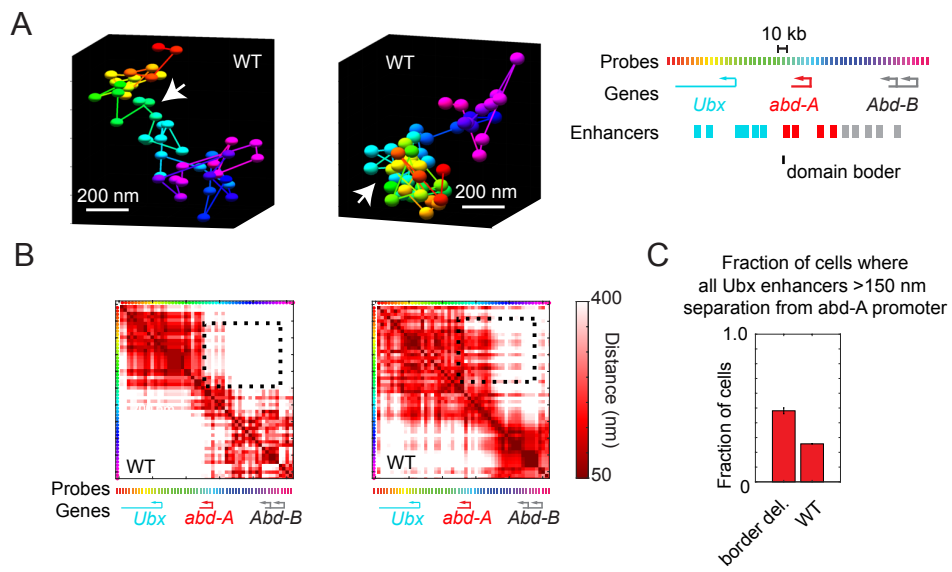 A
WT
200 nm
WT
200 nm
10 kb
Probes
Genes
Ubx
abd-A
Abd-B
Enhancers
domain boder
B
WT
Probes
Genes
Ubx
abd-A
Abd-B
WT
Ubx
abd-A
Abd-B
400
Distance (nm)
50
C
Fraction of cells where
all Ubx enhancers >150 nm
separation from abd-A promoter
1.0
Fraction of cells
0
border del.
WT